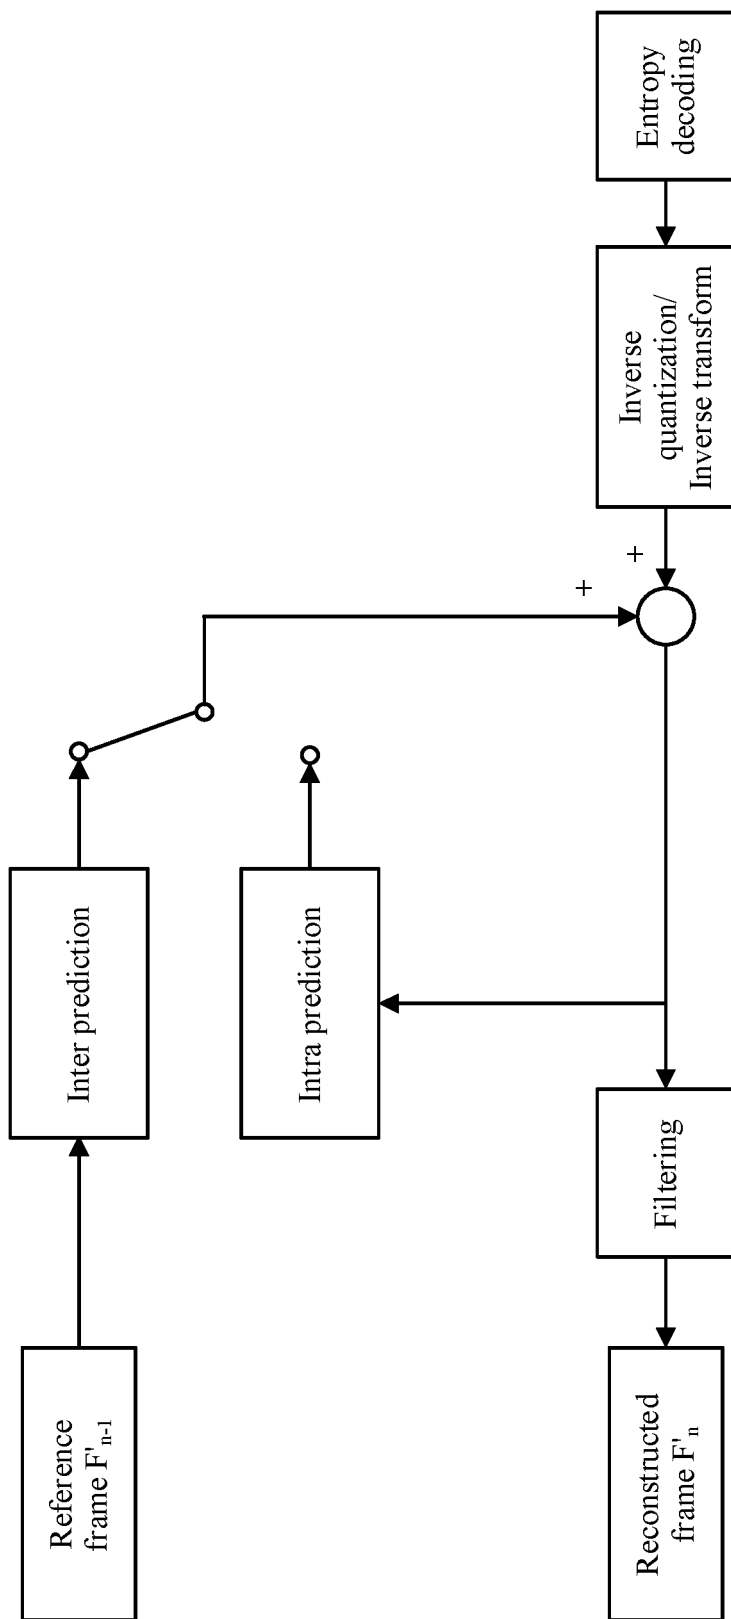 Reference
frame F'n-1
Inter prediction
Intra prediction
+
+
Reconstructed
frame F'n
Filtering
Inverse
quantization/
Inverse transform
Entropy
decoding